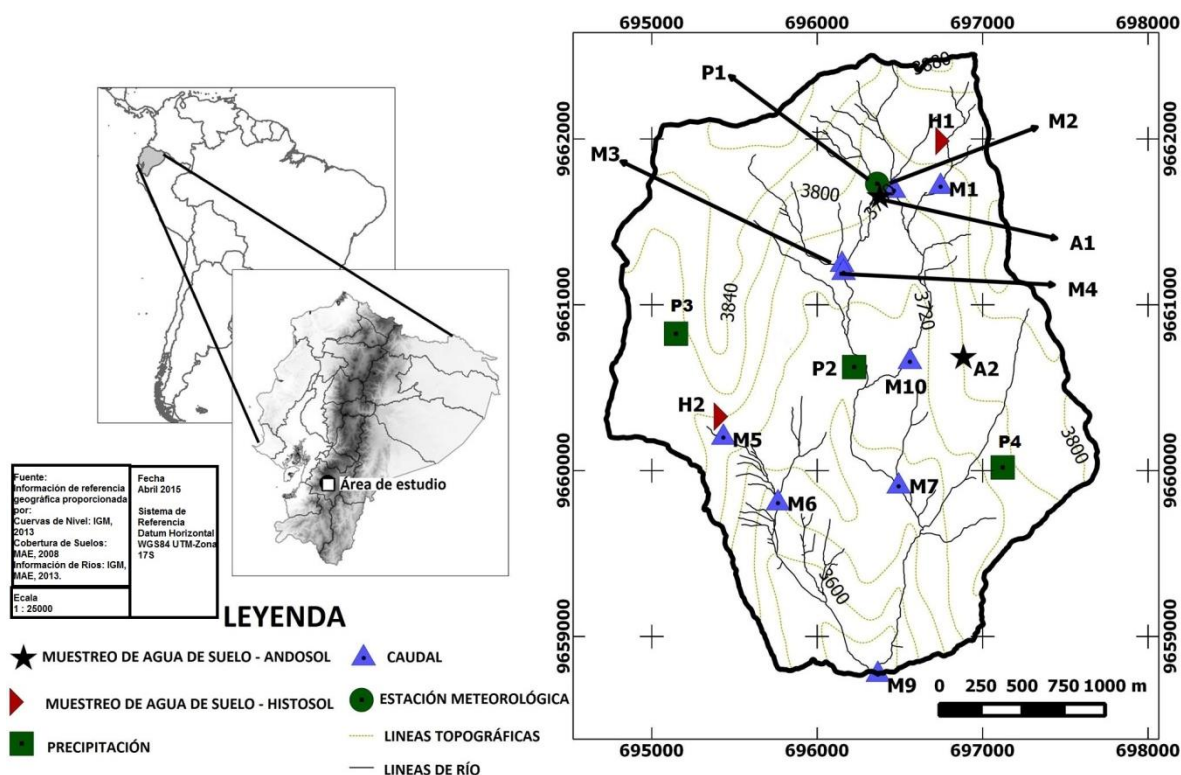 Área de estudio
Fuente:
Información de referencia
geográfica proporcionada
por:
Cuervas de Nivel: IGM,
2013
Cobertura de Suelos:
MAE, 2008
Información de Rios: IGM,
MAE, 2013.
Ecala
1 : 25000
Fecha
Abril 2015
Sistema de
Referencia
Datum Horizontal
WGS84 UTM-Zona
17S
LEYENDA
MUESTREO DE AGUA DE SUELO - ANDOSOL
MUESTREO DE AGUA DE SUELO - HISTOSOL
PRECIPITACIÓN
CAUDAL
ESTACIÓN METEOROLÓGICA
LINEAS TOPOGRÁFICAS
LINEAS DE RÍO
695000 696000 697000 698000
9662000
9661000
9660000
9659000
3680
P1
M2
H1
M3
3800
M1
A1
M4
3840
3720
P3
P2
M10
A2
H2
M5
P4
3800
M6
M7
3600
M9
0 250 500 750 1000 m
9662000
9661000
9660000
9659000
695000 696000 697000 698000